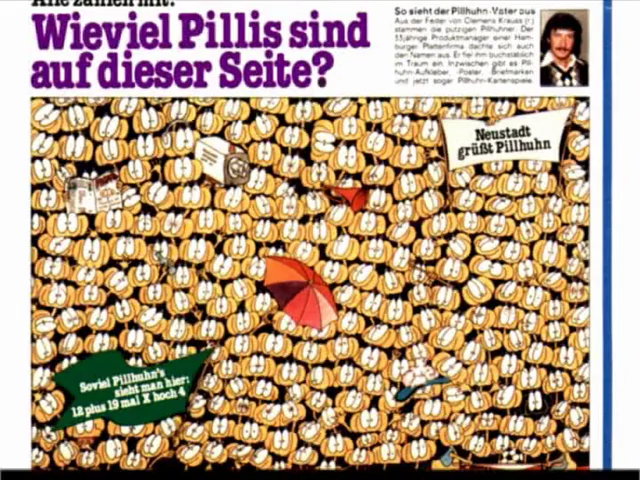 Alle zählen mit:
Wieviel Pillis sind
auf dieser Seite?
So sieht der Pillhuhn-Vater aus
Aus der Feder von Clemens Krauss (r.)
stammen die putzigen Pillhühner. Der
33jährige Produktmanager einer Ham-
burger Plattenfirma dachte sich auch
den Namen aus. Er fiel ihm buchstäblich
im Traum ein. Inzwischen gibt es Pill-
huhn-Aufkleber, -Poster, Briefmarken
und jetzt sogar Pillhuhn-Kartenspiele.
Neustadt
grüßt Pillhuhn
Soviel Pillhuhn's
sieht man hier:
12 plus 19 mal X hoch 4